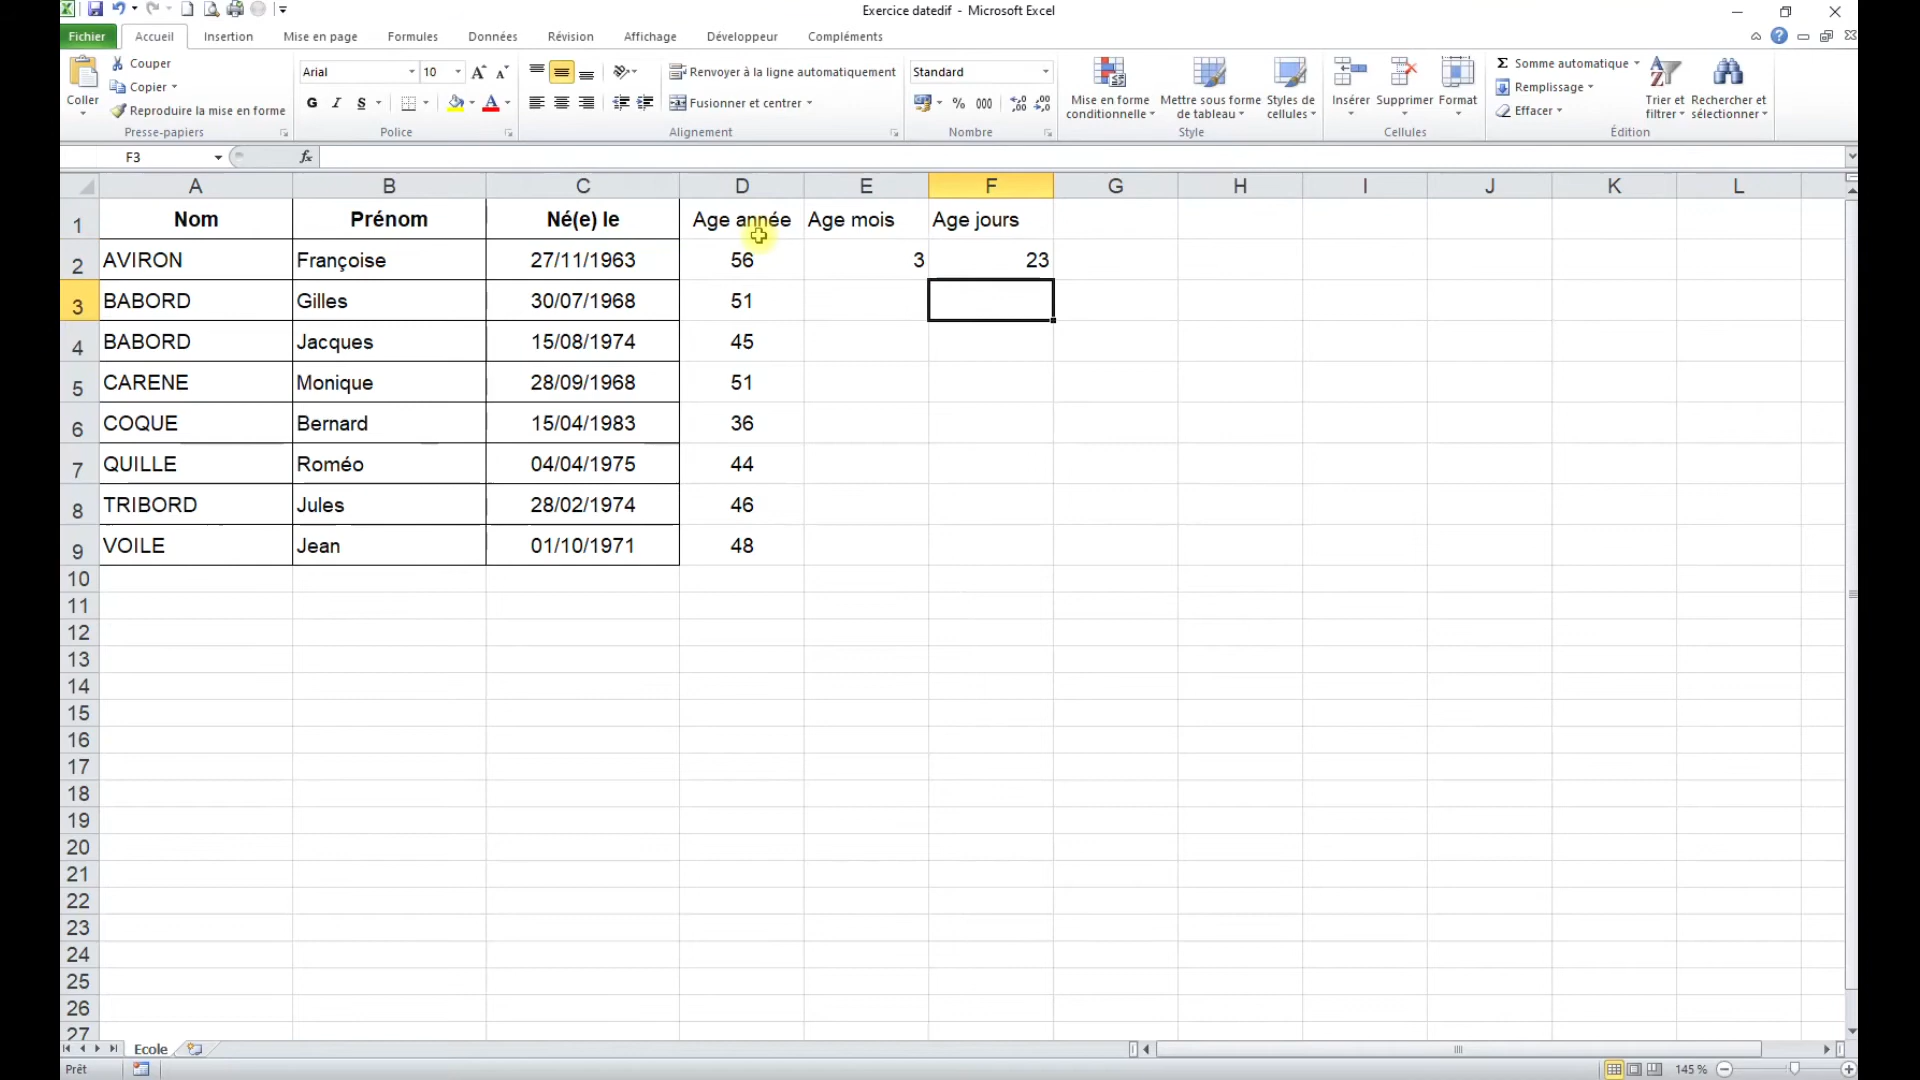 Exercice datedif - Microsoft Excel
Fichier Accueil Insertion Mise en page Formules Données Révision Affichage Développeur Compléments
Coller
Couper
Copier
Reproduire la mise en forme
Presse-papiers
Arial 10
G I S
Police
Renvoyer à la ligne automatiquement
Fusionner et centrer
Alignement
Standard
% 000
Nombre
Mise en forme conditionnelle
Mettre sous forme de tableau
Styles de cellules
Style
Insérer Supprimer Format
Cellules
Somme automatique
Remplissage
Effacer
Trier et filtrer
Rechercher et sélectionner
Édition
F3 fx
A B C D E F G H I J K L
1 Nom Prénom Né(e) le Age année Age mois Age jours
2 AVIRON Françoise 27/11/1963 56 3 23
3 BABORD Gilles 30/07/1968 51
4 BABORD Jacques 15/08/1974 45
5 CARENE Monique 28/09/1968 51
6 COQUE Bernard 15/04/1983 36
7 QUILLE Roméo 04/04/1975 44
8 TRIBORD Jules 28/02/1974 46
9 VOILE Jean 01/10/1971 48
10
11
12
13
14
15
16
17
18
19
20
21
22
23
24
25
26
27
Ecole
Prêt 145 %